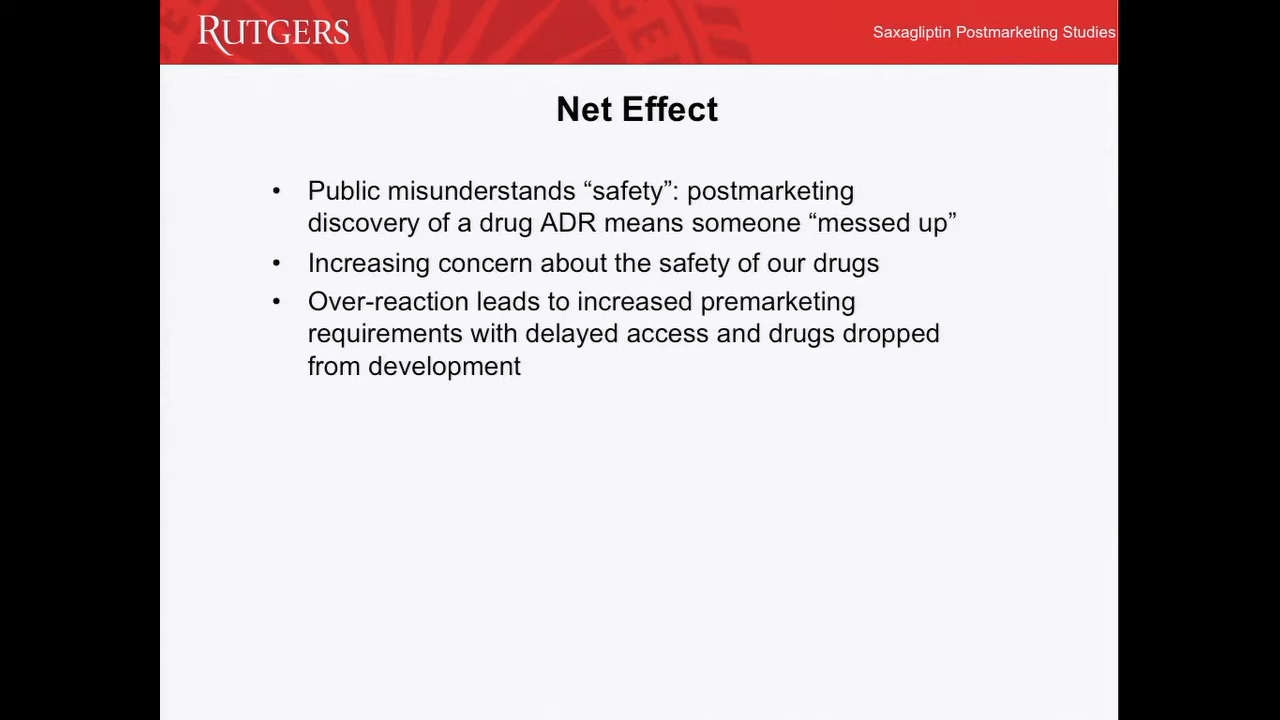 RUTGERS
Saxagliptin Postmarketing Studies
Net Effect
• Public misunderstands “safety”: postmarketing
discovery of a drug ADR means someone “messed up”
• Increasing concern about the safety of our drugs
• Over-reaction leads to increased premarketing
requirements with delayed access and drugs dropped
from development